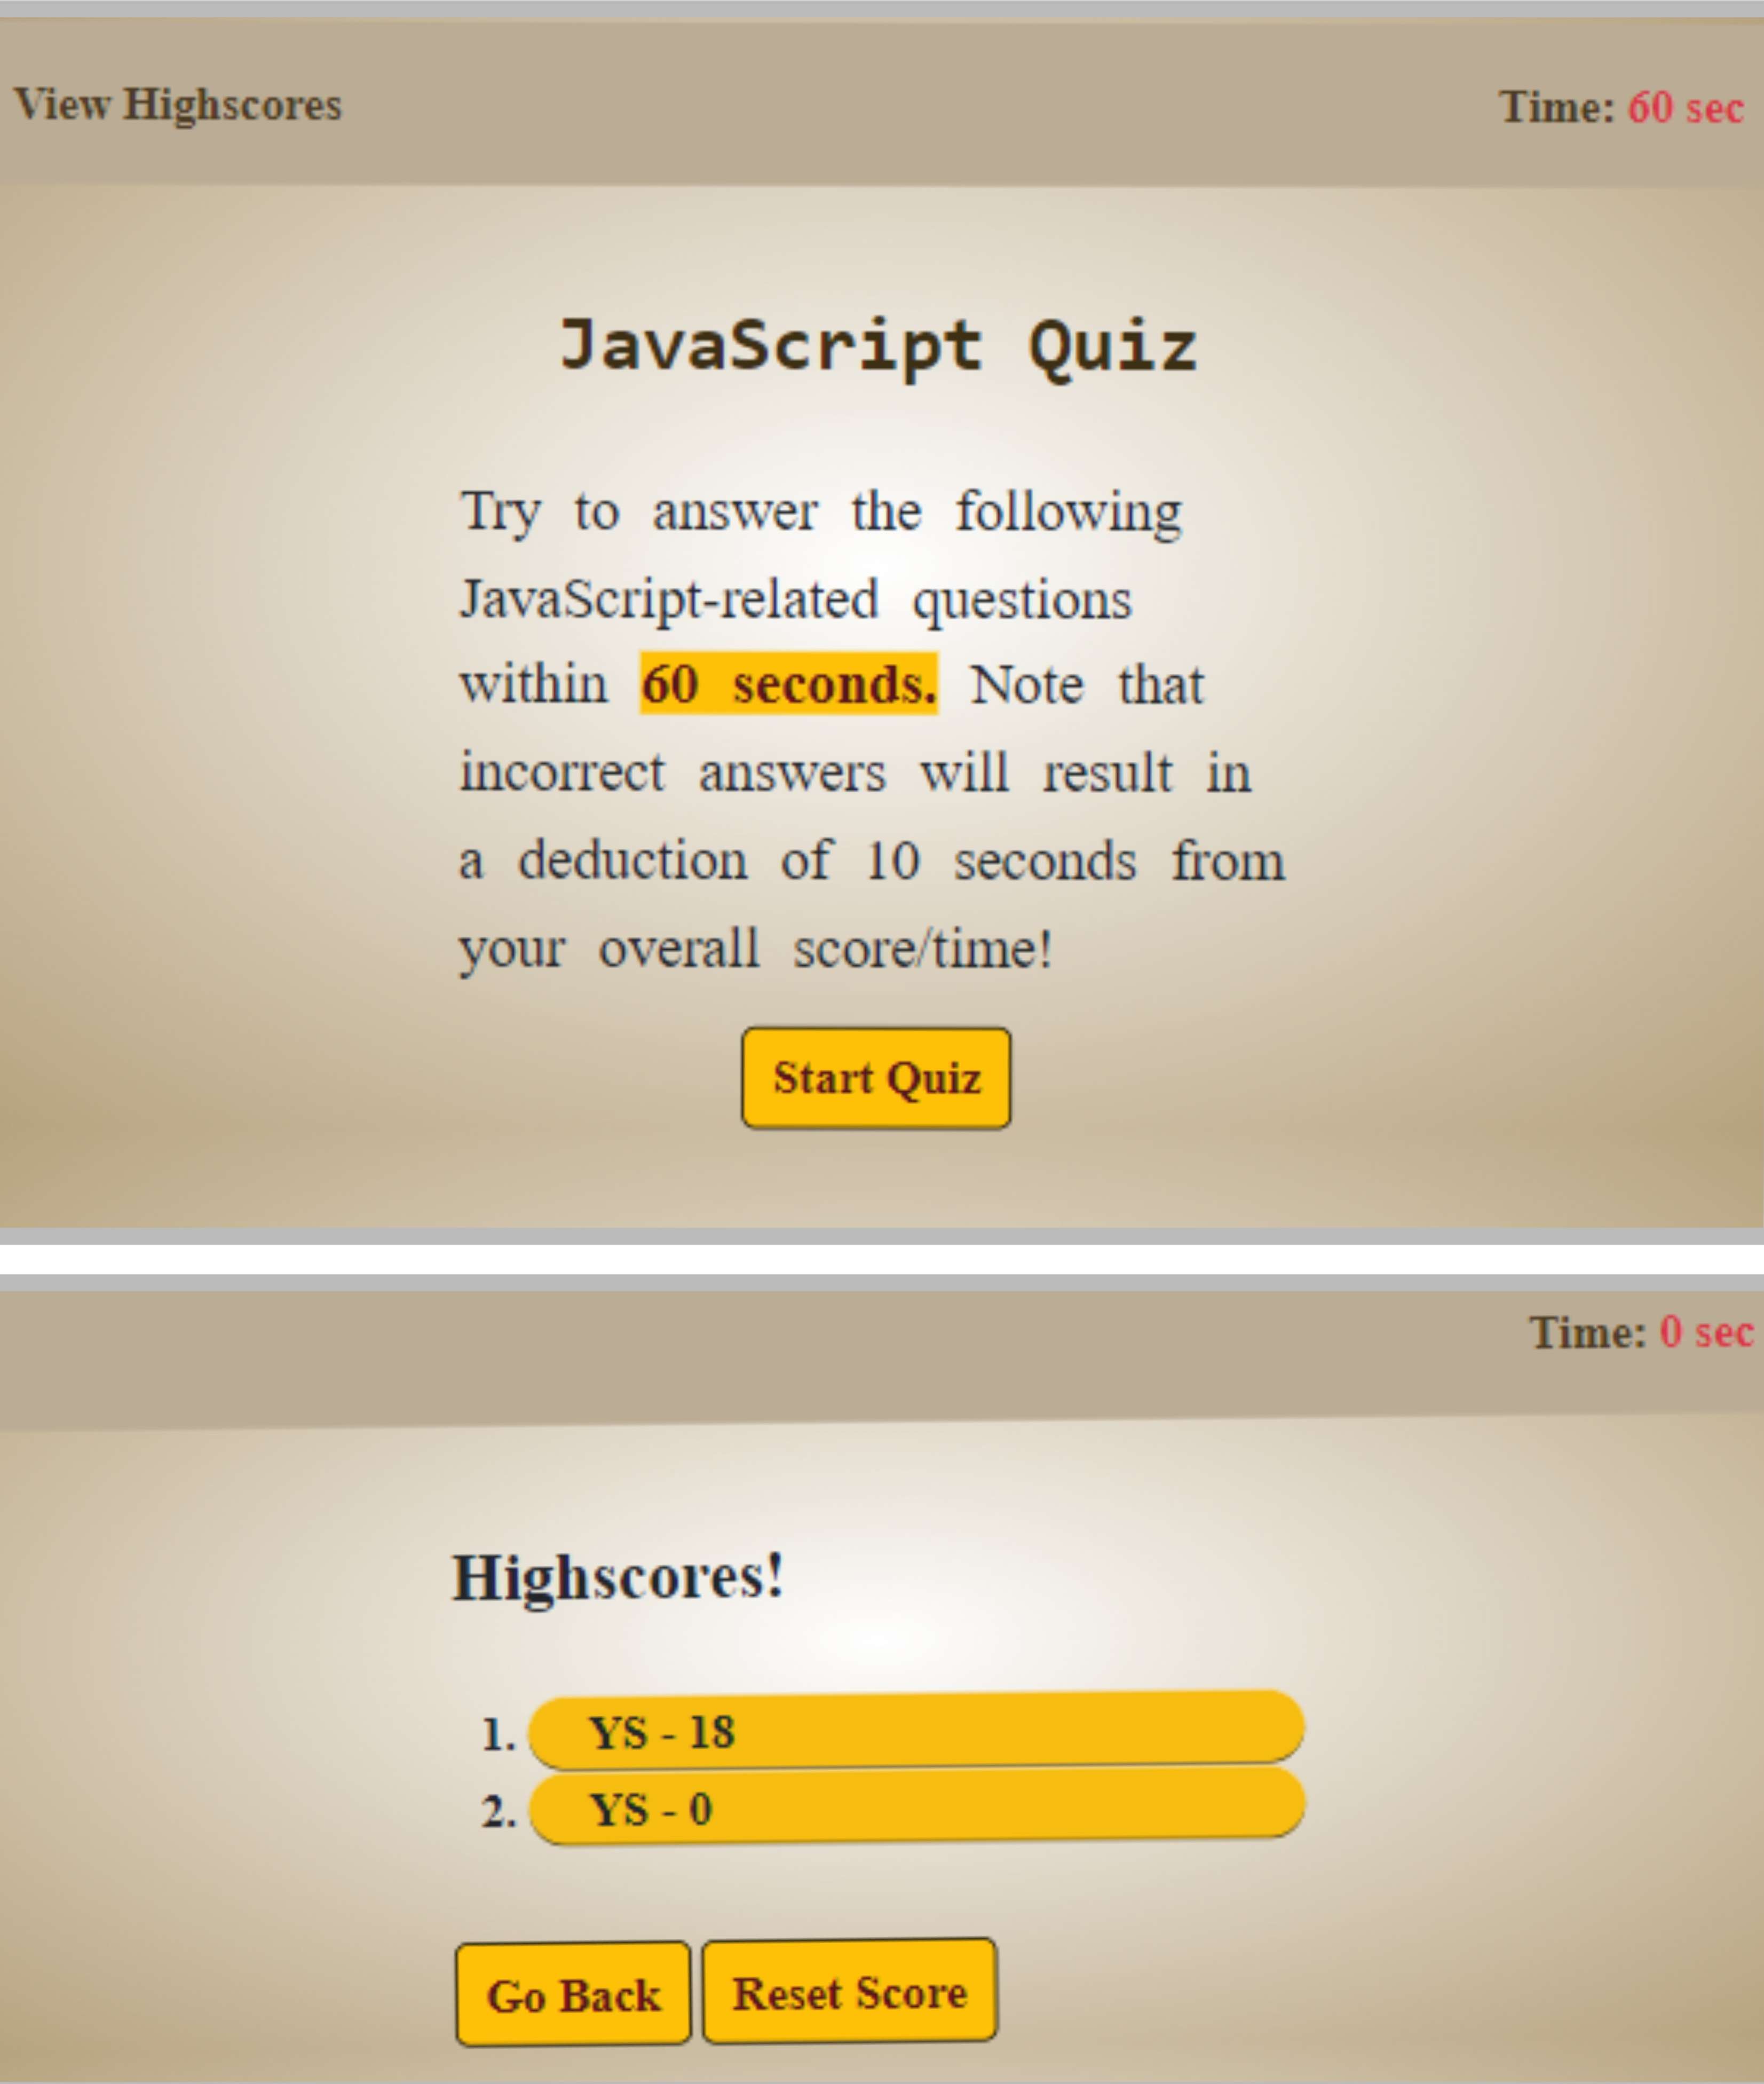 View Highscores
Time: 60 sec
JavaScript Quiz
Try to answer the following
JavaScript-related questions
within 60 seconds. Note that
incorrect answers will result in
a deduction of 10 seconds from
your overall score/time!
Start Quiz
Time: 0 sec
Highscores!
1. YS - 18
2. YS - 0
Go Back
Reset Score